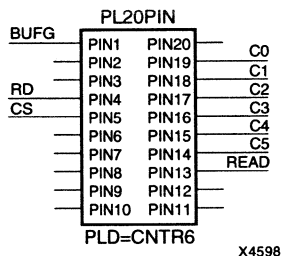 PL20PIN
BUFG PIN1 PIN20
PIN2 PIN19 C0
PIN3 PIN18 C1
RD PIN4 PIN17 C2
CS PIN5 PIN16 C3
PIN6 PIN15 C4
PIN7 PIN14 C5
PIN8 PIN13 READ
PIN9 PIN12
PIN10 PIN11
PLD=CNTR6
X4598